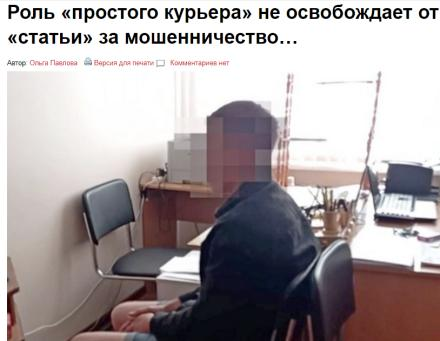 Роль «простого курьера» не освобождает от
«статьи» за мошенничество…
Автор: Ольга Павлова Версия для печати Комментариев нет